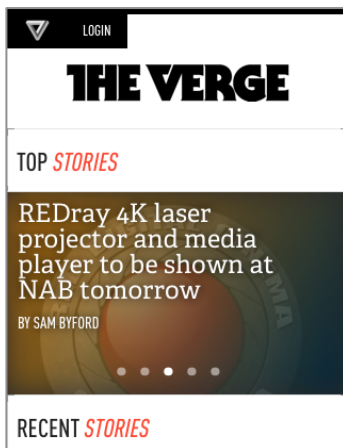 LOGIN
THE VERGE
TOP STORIES
REDray 4K laser
projector and media
player to be shown at
NAB tomorrow
BY SAM BYFORD
RECENT STORIES